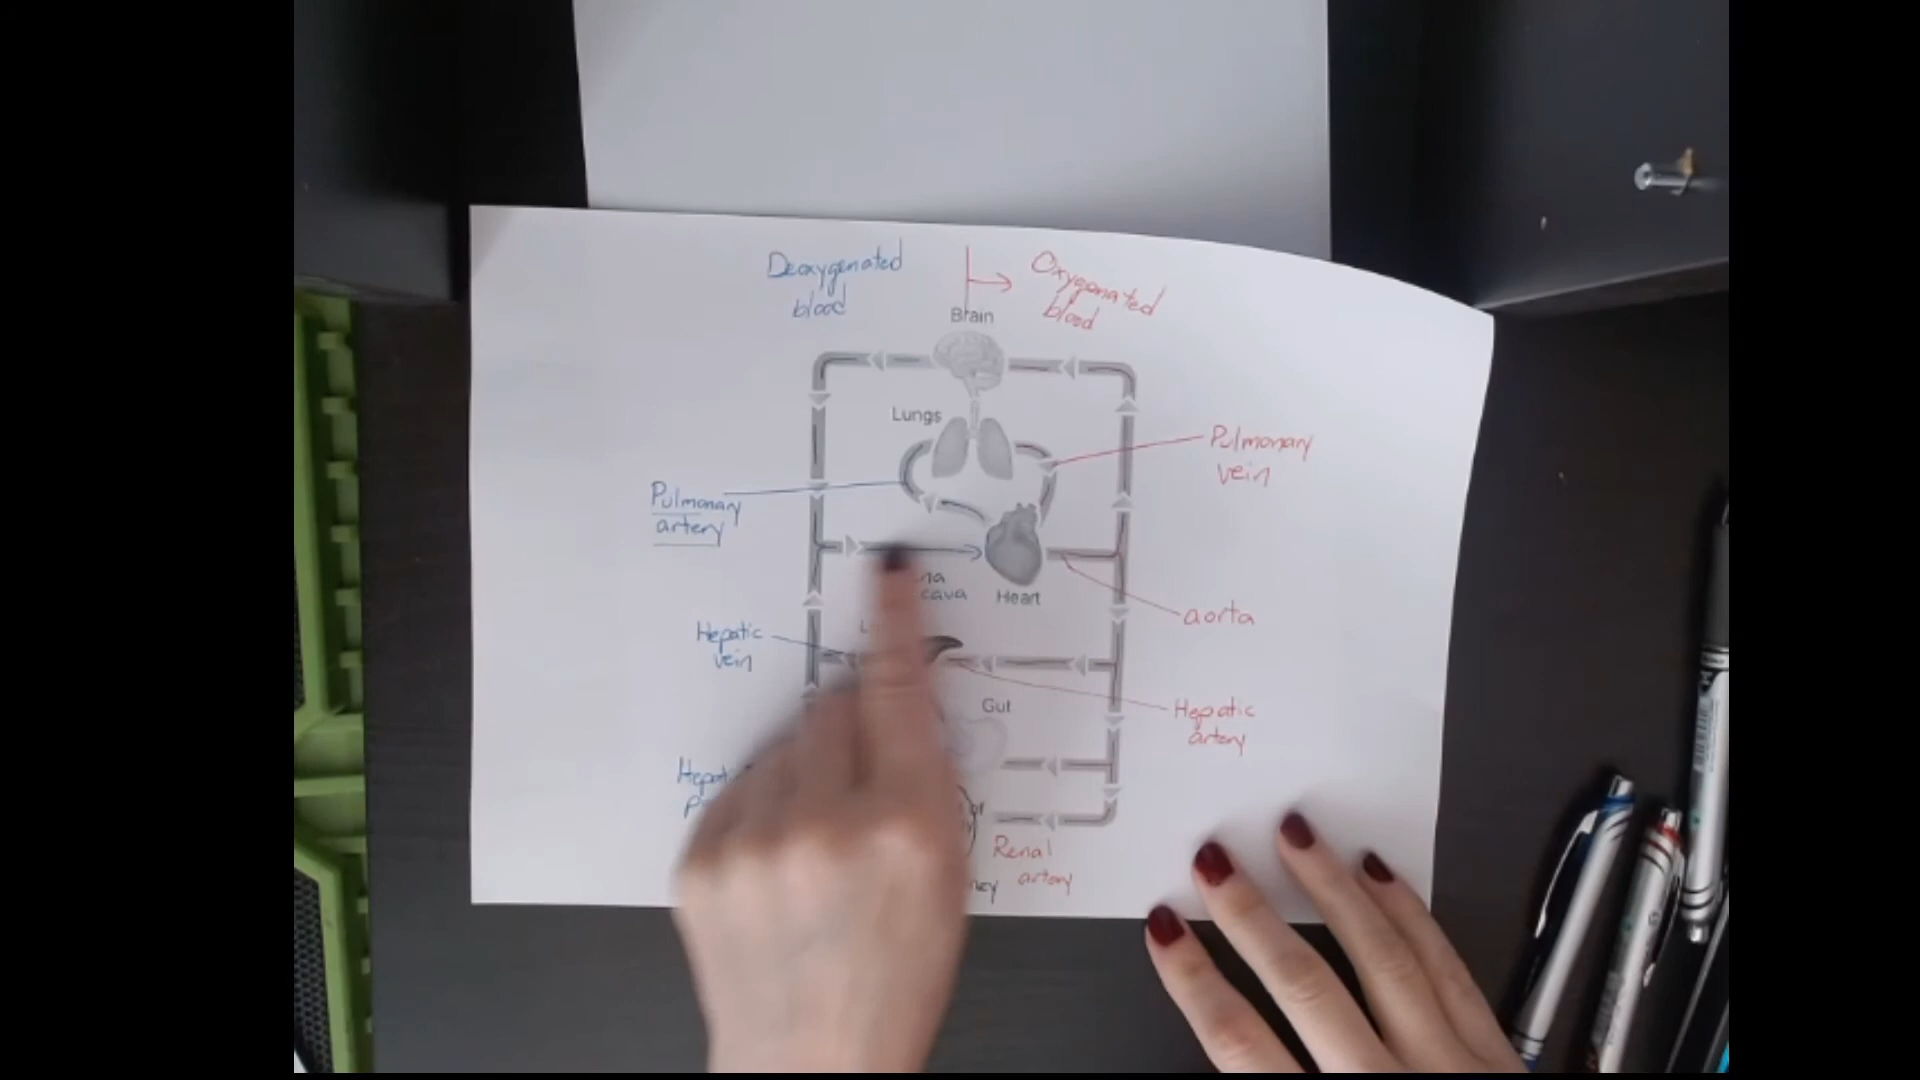 Deoxygenated
blood
Oxygenated
blood
Brain
Lungs
Pulmonary
vein
Pulmonary
artery
cava
Heart
aorta
Hepatic
vein
Gut
Hepatic
artery
Renal
artery